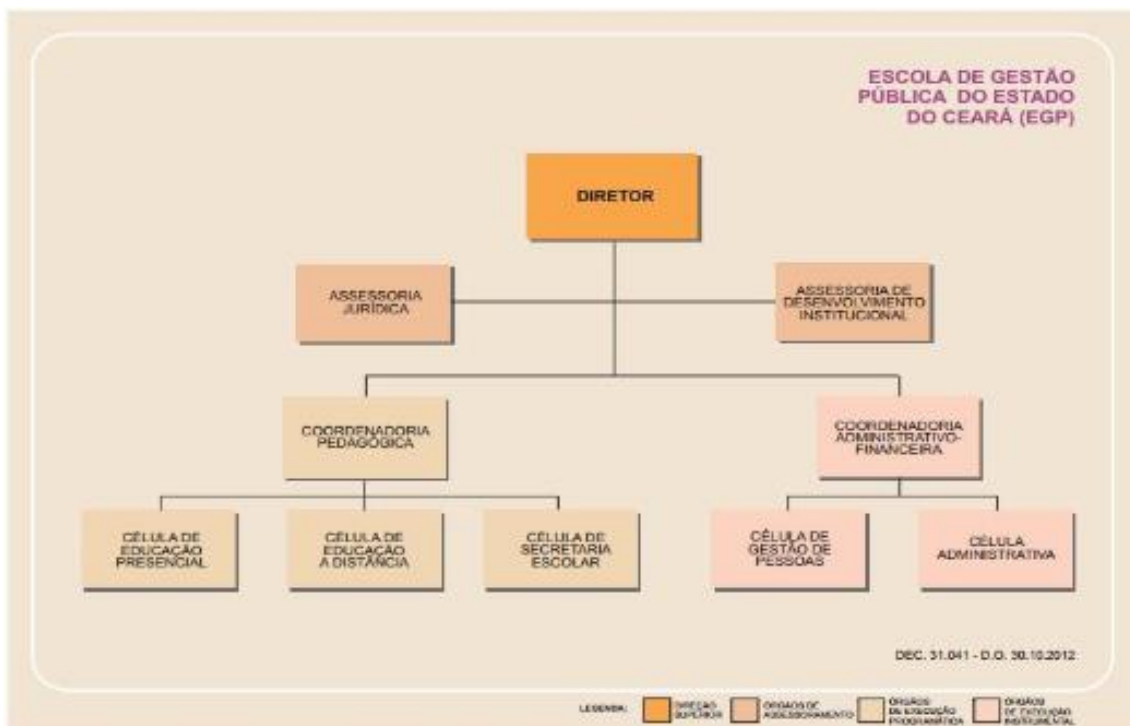 ESCOLA DE GESTÃO
PÚBLICA DO ESTADO
DO CEARÁ (EGP)
DIRETOR
ASSESSORIA
JURÍDICA
ASSESSORIA DE
DESENVOLVIMENTO
INSTITUCIONAL
COORDENADORIA
PEDAGÓGICA
COORDENADORIA
ADMINISTRATIVO-
FINANCEIRA
CÉLULA DE
EDUCAÇÃO
PRESENCIAL
CÉLULA DE
EDUCAÇÃO
A DISTÂNCIA
CÉLULA DE
SECRETARIA
ESCOLAR
CÉLULA DE
GESTÃO DE
PESSOAS
CÉLULA
ADMINISTRATIVA
DEC. 31.041 - D.O. 30.10.2012
LEGENDA:
DIREÇÃO
SUPERIOR
ÓRGÃOS DE
ASSESSORAMENTO
ÓRGÃOS
DE EXECUÇÃO
PROGRAMÁTICA
ÓRGÃOS
DE EXECUÇÃO
INSTRUMENTAL